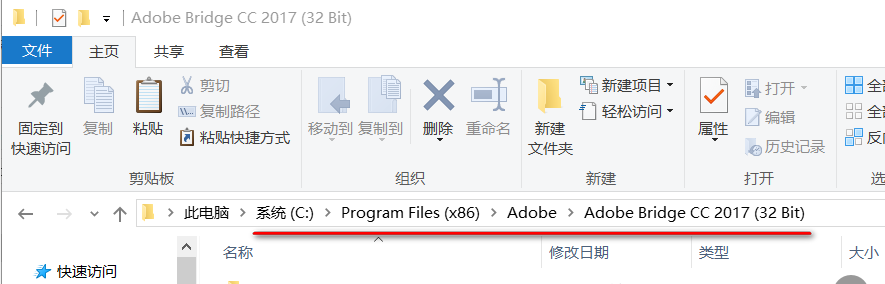 Adobe Bridge CC 2017 (32 Bit)
文件 主页 共享 查看
固定到
快速访问
复制
粘贴
剪切
复制路径
粘贴快捷方式
剪贴板
移动到
复制到
删除
重命名
组织
新建
文件夹
新建项目
轻松访问
新建
属性
打开
编辑
历史记录
打开
此电脑 > 系统 (C:) > Program Files (x86) > Adobe > Adobe Bridge CC 2017 (32 Bit)
快速访问
名称 修改日期 类型 大小